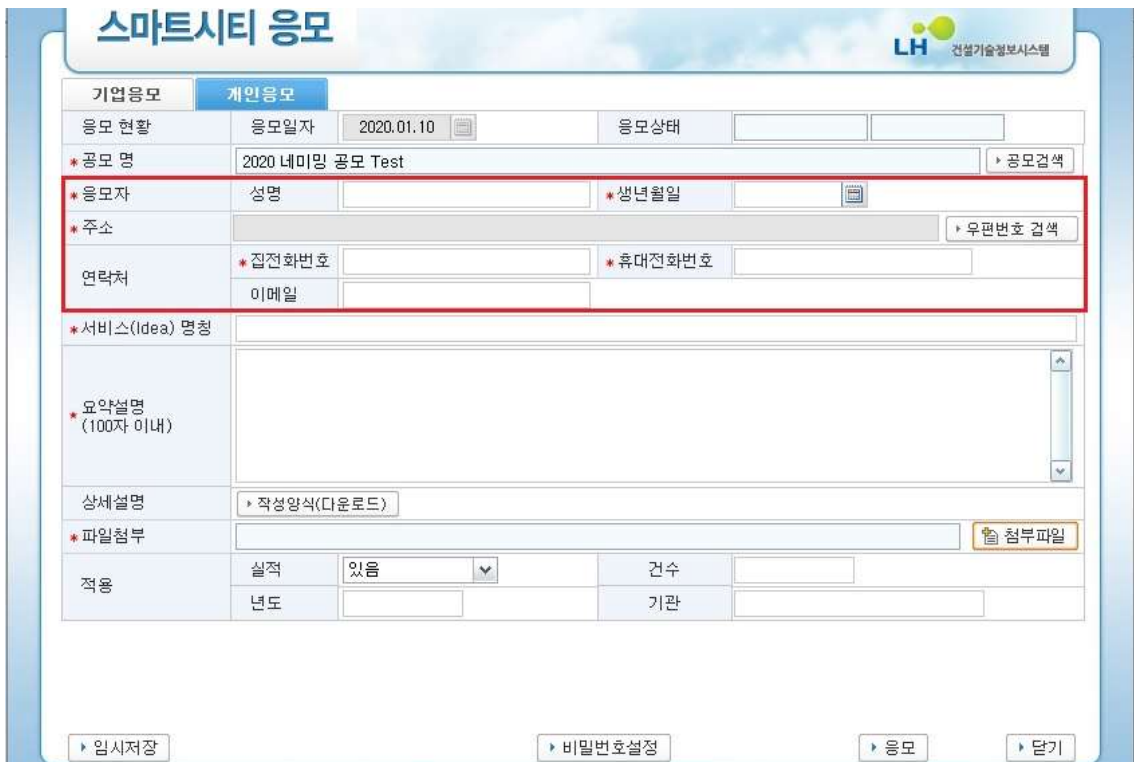 스마트시티 응모
LH 건설기술정보시스템
기업응모 개인응모
응모 현황 응모일자 2020.01.10 응모상태
*공모 명 2020 네미밍 공모 Test 공모검색
*응모자 성명 *생년월일
*주소 우편번호 검색
연락처 *집전화번호 *휴대전화번호
이메일
*서비스(Idea) 명칭
*요약설명
(100자 이내)
상세설명 작성양식(다운로드)
*파일첨부 첨부파일
적용 실적 있음 건수
년도 기관
임시저장 비밀번호설정 응모 닫기